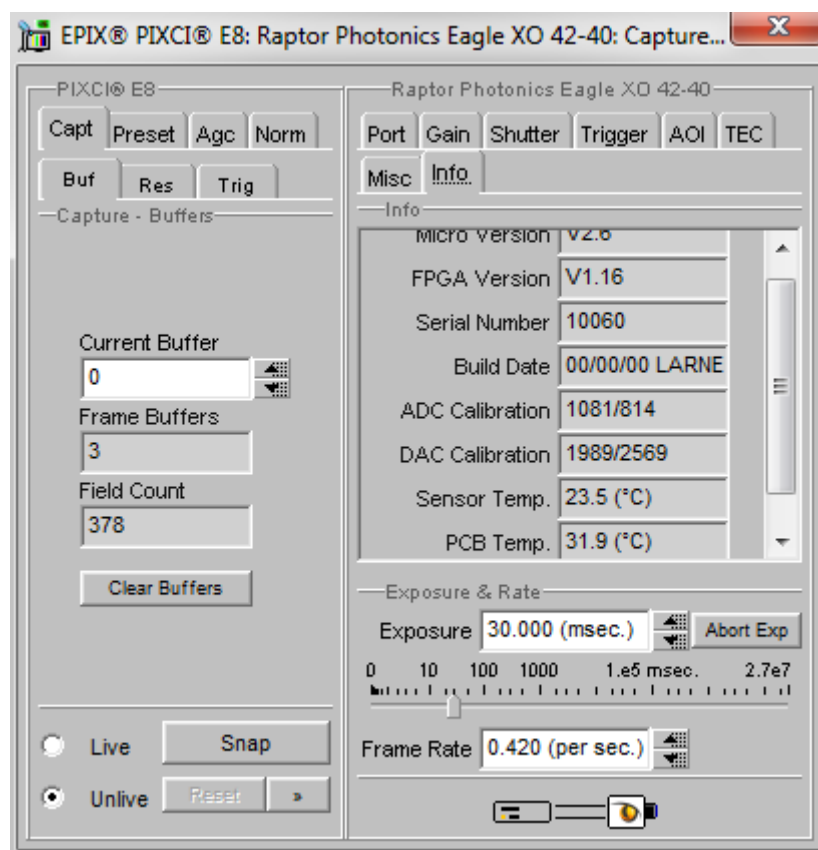 EPIX® PIXCI® E8: Raptor Photonics Eagle XO 42-40: Capture... X
PIXCI® E8
Capt Preset Agc Norm
Buf Res Trig
Capture - Buffers
Current Buffer
0
Frame Buffers
3
Field Count
378
Clear Buffers
Live Snap
Unlive Reset »
Raptor Photonics Eagle XO 42-40
Port Gain Shutter Trigger AOI TEC
Misc Info
Info
Micro Version V2.6
FPGA Version V1.16
Serial Number 10060
Build Date 00/00/00 LARNE
ADC Calibration 1081/814
DAC Calibration 1989/2569
Sensor Temp. 23.5 (°C)
PCB Temp. 31.9 (°C)
Exposure & Rate
Exposure 30.000 (msec.) Abort Exp
0 10 100 1000 1.e5 msec. 2.7e7
Frame Rate 0.420 (per sec.)